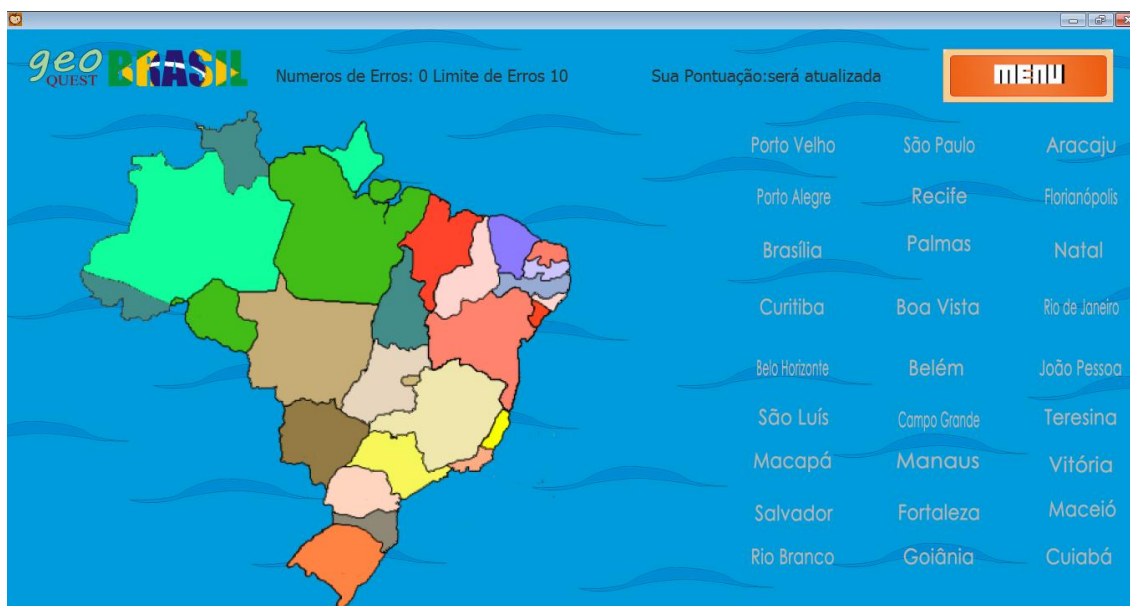 geo
QUEST BRASIL
Numeros de Erros: 0 Limite de Erros 10 Sua Pontuação:será atualizada MENU
Porto Velho São Paulo Aracaju
Porto Alegre Recife Florianópolis
Brasília Palmas Natal
Curitiba Boa Vista Rio de Janeiro
Belo Horizonte Belém João Pessoa
São Luís Campo Grande Teresina
Macapá Manaus Vitória
Salvador Fortaleza Maceió
Rio Branco Goiânia Cuiabá